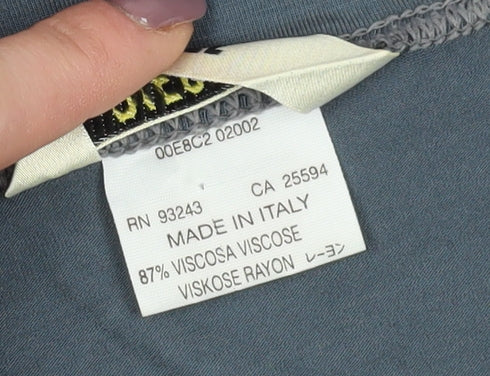 00E8C2 02002
RN 93243 CA 25594
MADE IN ITALY
87% VISCOSA VISCOSE
VISKOSE RAYON レーヨン